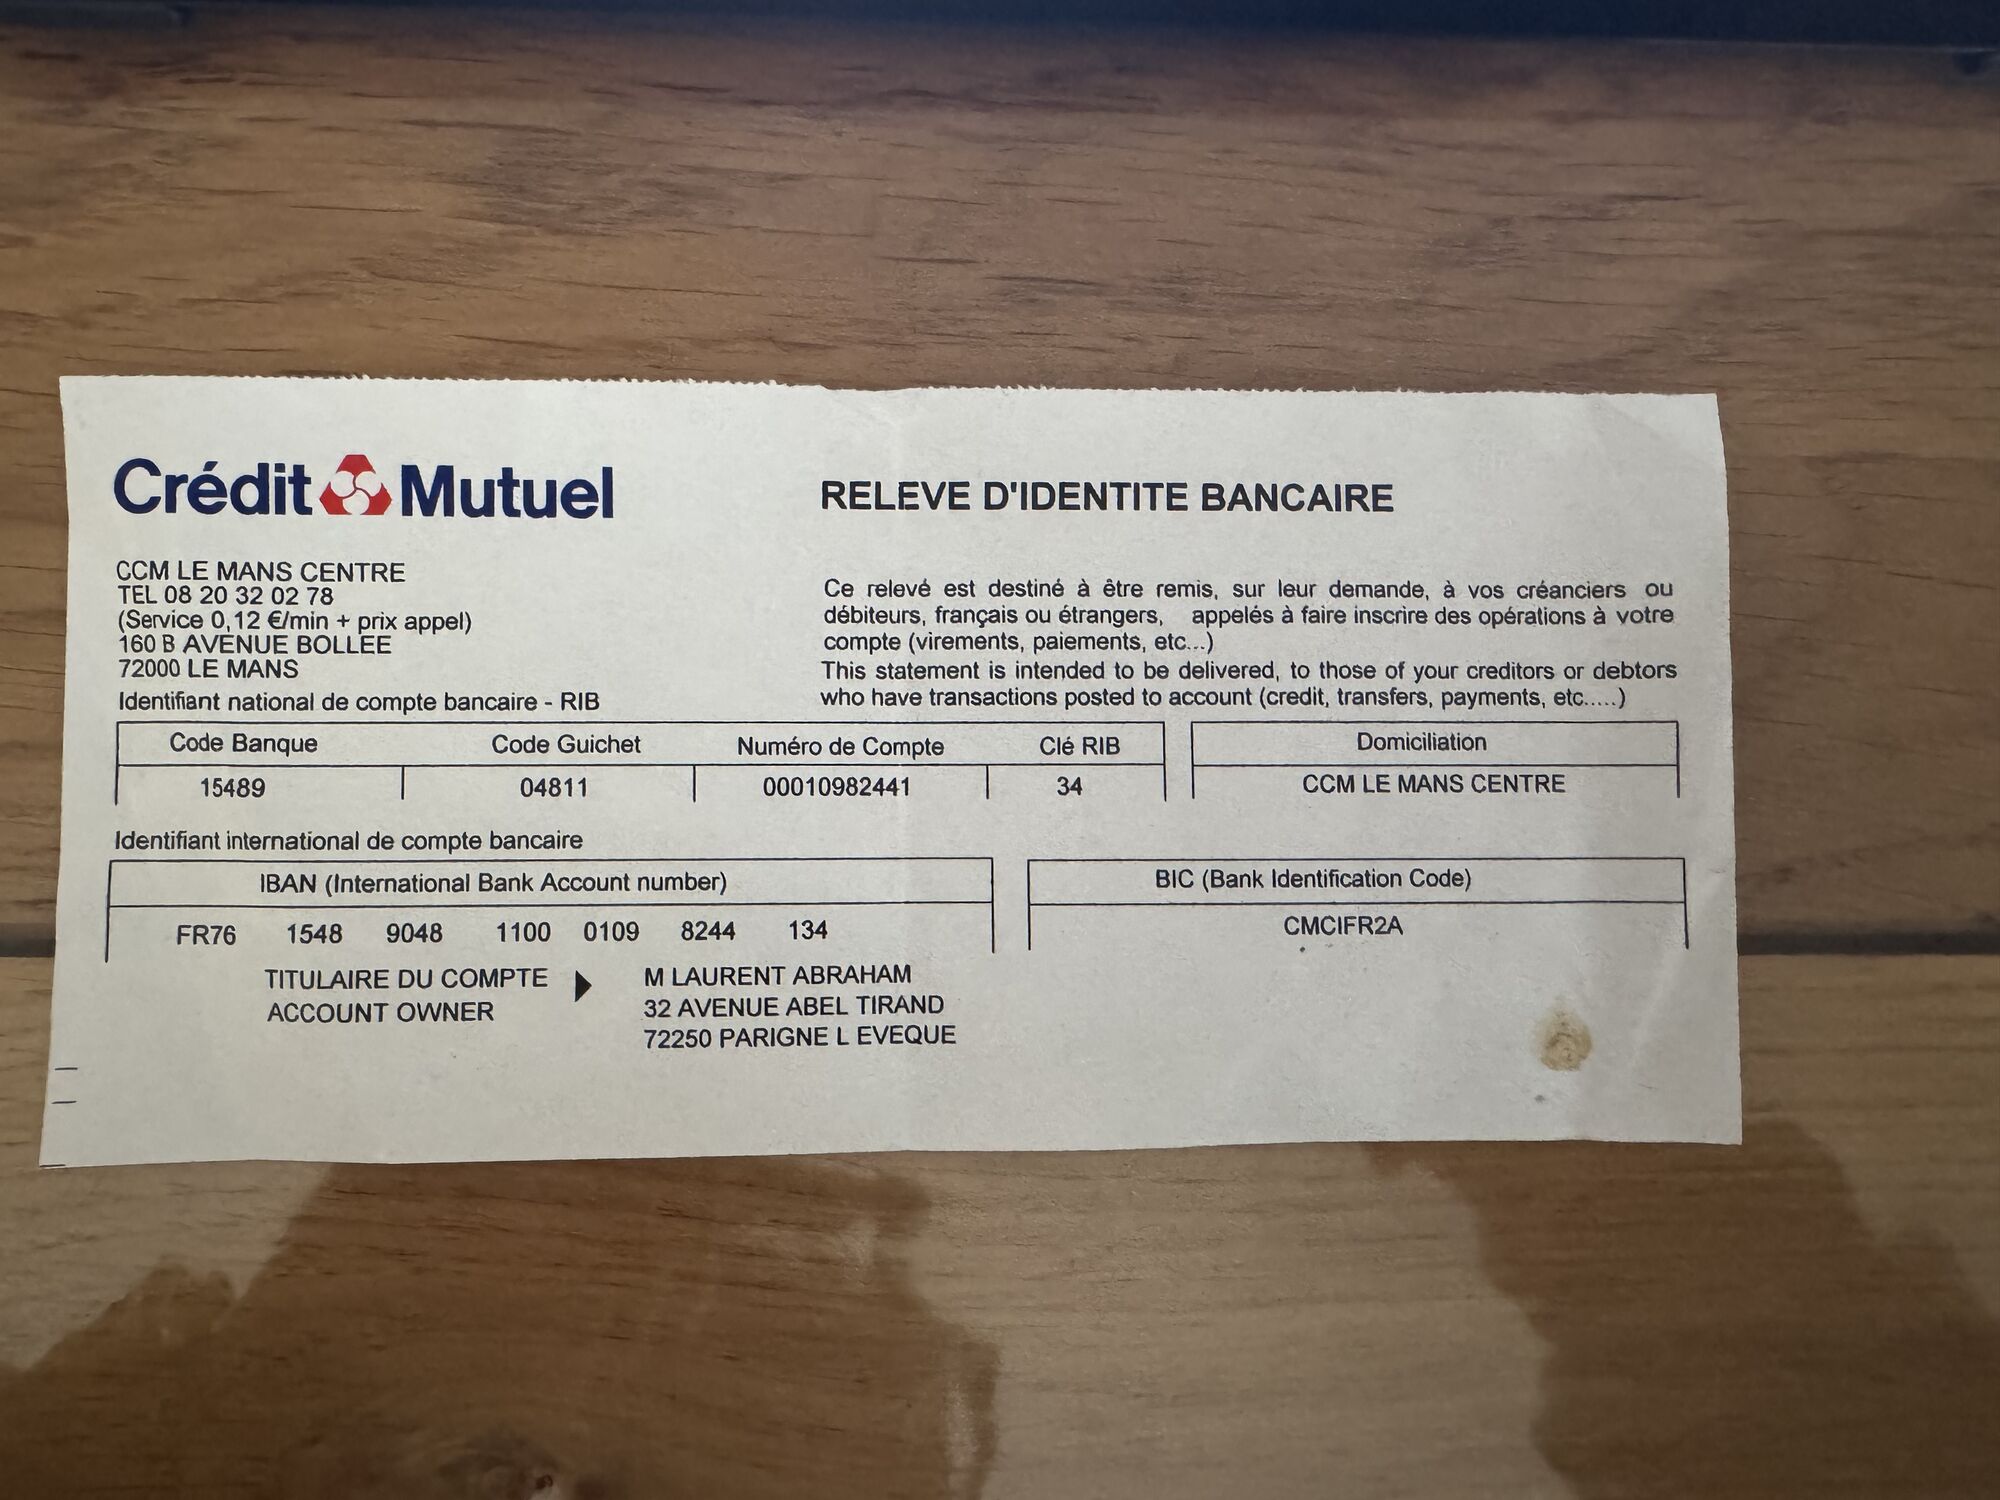 Crédit Mutuel
RELEVE D'IDENTITE BANCAIRE
CCM LE MANS CENTRE
TEL 08 20 32 02 78
(Service 0,12 €/min + prix appel)
160 B AVENUE BOLLEE
72000 LE MANS
Ce relevé est destiné à être remis, sur leur demande, à vos créanciers ou
débiteurs, français ou étrangers, appelés à faire inscrire des opérations à votre
compte (virements, paiements, etc...)
This statement is intended to be delivered, to those of your creditors or debtors
who have transactions posted to account (credit, transfers, payments, etc.....)
Identifiant national de compte bancaire - RIB
Code Banque Code Guichet Numéro de Compte Clé RIB Domiciliation
15489 04811 00010982441 34 CCM LE MANS CENTRE
Identifiant international de compte bancaire
IBAN (International Bank Account number) BIC (Bank Identification Code)
FR76 1548 9048 1100 0109 8244 134 CMCIFR2A
TITULAIRE DU COMPTE M LAURENT ABRAHAM
ACCOUNT OWNER 32 AVENUE ABEL TIRAND
72250 PARIGNE L EVEQUE